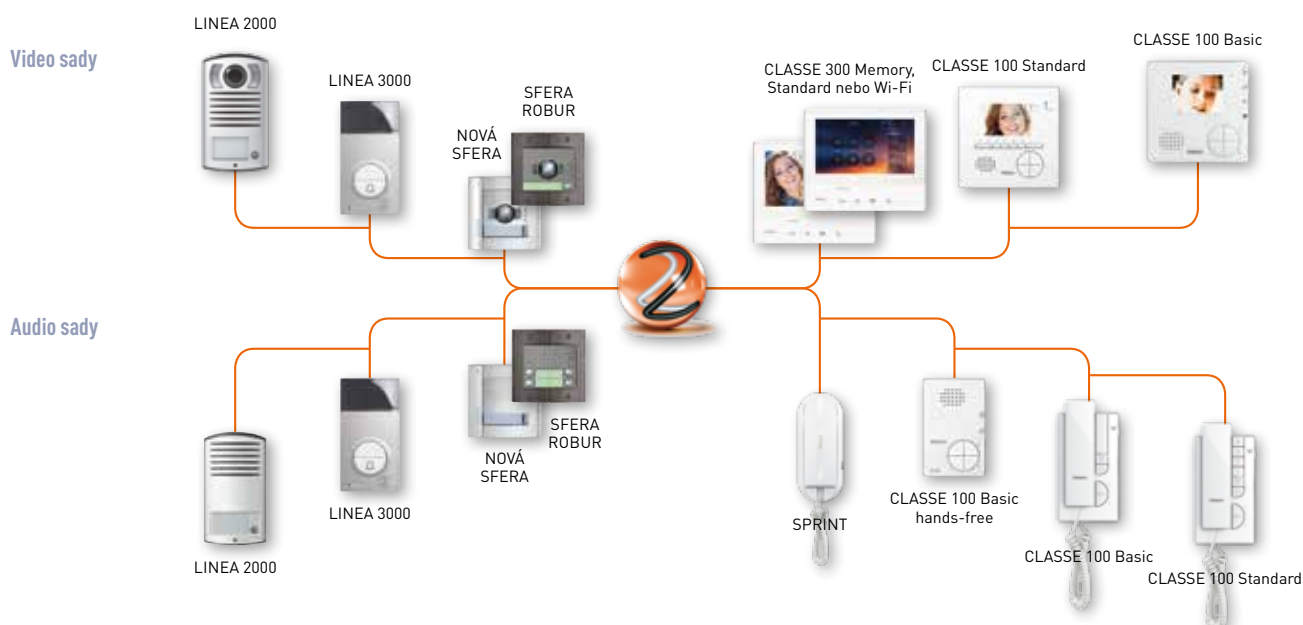 LINEA 2000
Video sady
LINEA 3000
SFERA
ROBUR
NOVÁ
SFERA
CLASSE 300 Memory,
Standard nebo Wi-Fi
CLASSE 100 Standard
CLASSE 100 Basic
2
Audio sady
LINEA 2000
LINEA 3000
NOVÁ
SFERA
SFERA
ROBUR
SPRINT
CLASSE 100 Basic
hands-free
CLASSE 100 Basic
CLASSE 100 Standard